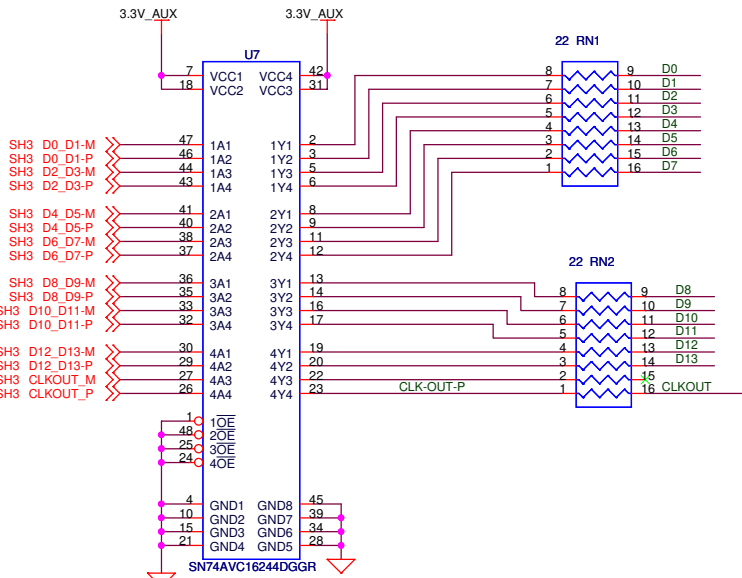 3.3V_AUX 3.3V_AUX
22 RN1
U7
7 VCC1 VCC4 42
18 VCC2 VCC3 31
8 9 D0
7 10 D1
6 11 D2
5 12 D3
4 13 D4
3 14 D5
2 15 D6
1 16 D7
SH3 D0_D1-M 47 1A1 1Y1 2
SH3 D0_D1-P 46 1A2 1Y2 3
SH3 D2_D3-M 44 1A3 1Y3 5
SH3 D2_D3-P 43 1A4 1Y4 6
SH3 D4_D5-M 41 2A1 2Y1 8
SH3 D4_D5-P 40 2A2 2Y2 9
SH3 D6_D7-M 38 2A3 2Y3 11
SH3 D6_D7-P 37 2A4 2Y4 12
22 RN2
SH3 D8_D9-M 36 3A1 3Y1 13
SH3 D8_D9-P 35 3A2 3Y2 14
SH3 D10_D11-M 33 3A3 3Y3 16
SH3 D10_D11-P 32 3A4 3Y4 17
8 9 D8
7 10 D9
6 11 D10
5 12 D11
4 13 D12
3 14 D13
2 15
1 16 CLKOUT
SH3 D12_D13-M 30 4A1 4Y1 19
SH3 D12_D13-P 29 4A2 4Y2 20
SH3 CLKOUT_M 27 4A3 4Y3 22
SH3 CLKOUT_P 26 4A4 4Y4 23 CLK-OUT-P
1 1OE
48 2OE
25 3OE
24 4OE
4 GND1 GND8 45
10 GND2 GND7 39
15 GND3 GND6 34
21 GND4 GND5 28
SN74AVC16244DGGR